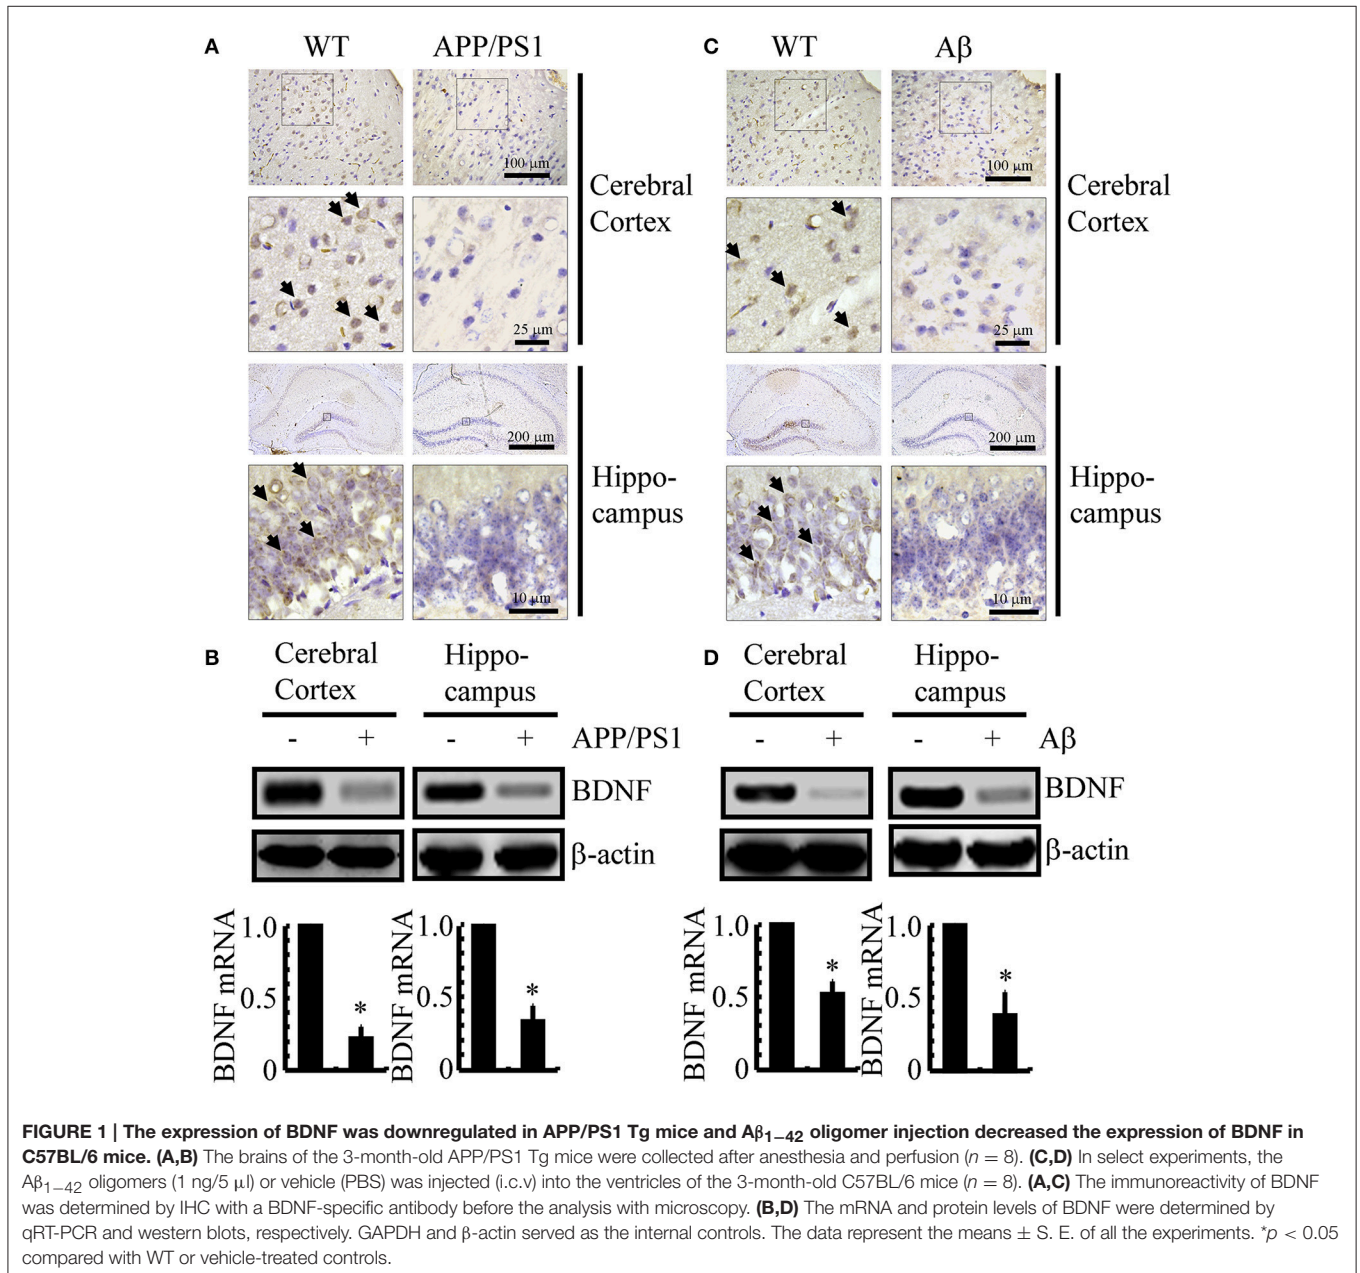 A
WT
APP/PS1
100 μm
Cerebral
Cortex
25 μm
200 μm
Hippo-
campus
10 μm
C
WT
Aβ
100 μm
Cerebral
Cortex
25 μm
200 μm
Hippo-
campus
10 μm
B
Cerebral
Cortex
Hippo-
campus
- + - + APP/PS1
BDNF
β-actin
BDNF mRNA
1.0
0.5
0
*
BDNF mRNA
1.0
0.5
0
*
D
Cerebral
Cortex
Hippo-
campus
- + - + Aβ
BDNF
β-actin
BDNF mRNA
1.0
0.5
0
*
BDNF mRNA
1.0
0.5
0
*
FIGURE 1 | The expression of BDNF was downregulated in APP/PS1 Tg mice and Aβ1–42 oligomer injection decreased the expression of BDNF in
C57BL/6 mice. (A,B) The brains of the 3-month-old APP/PS1 Tg mice were collected after anesthesia and perfusion (n = 8). (C,D) In select experiments, the
Aβ1–42 oligomers (1 ng/5 μl) or vehicle (PBS) was injected (i.c.v) into the ventricles of the 3-month-old C57BL/6 mice (n = 8). (A,C) The immunoreactivity of BDNF
was determined by IHC with a BDNF-specific antibody before the analysis with microscopy. (B,D) The mRNA and protein levels of BDNF were determined by
qRT-PCR and western blots, respectively. GAPDH and β-actin served as the internal controls. The data represent the means ± S. E. of all the experiments. *p < 0.05
compared with WT or vehicle-treated controls.